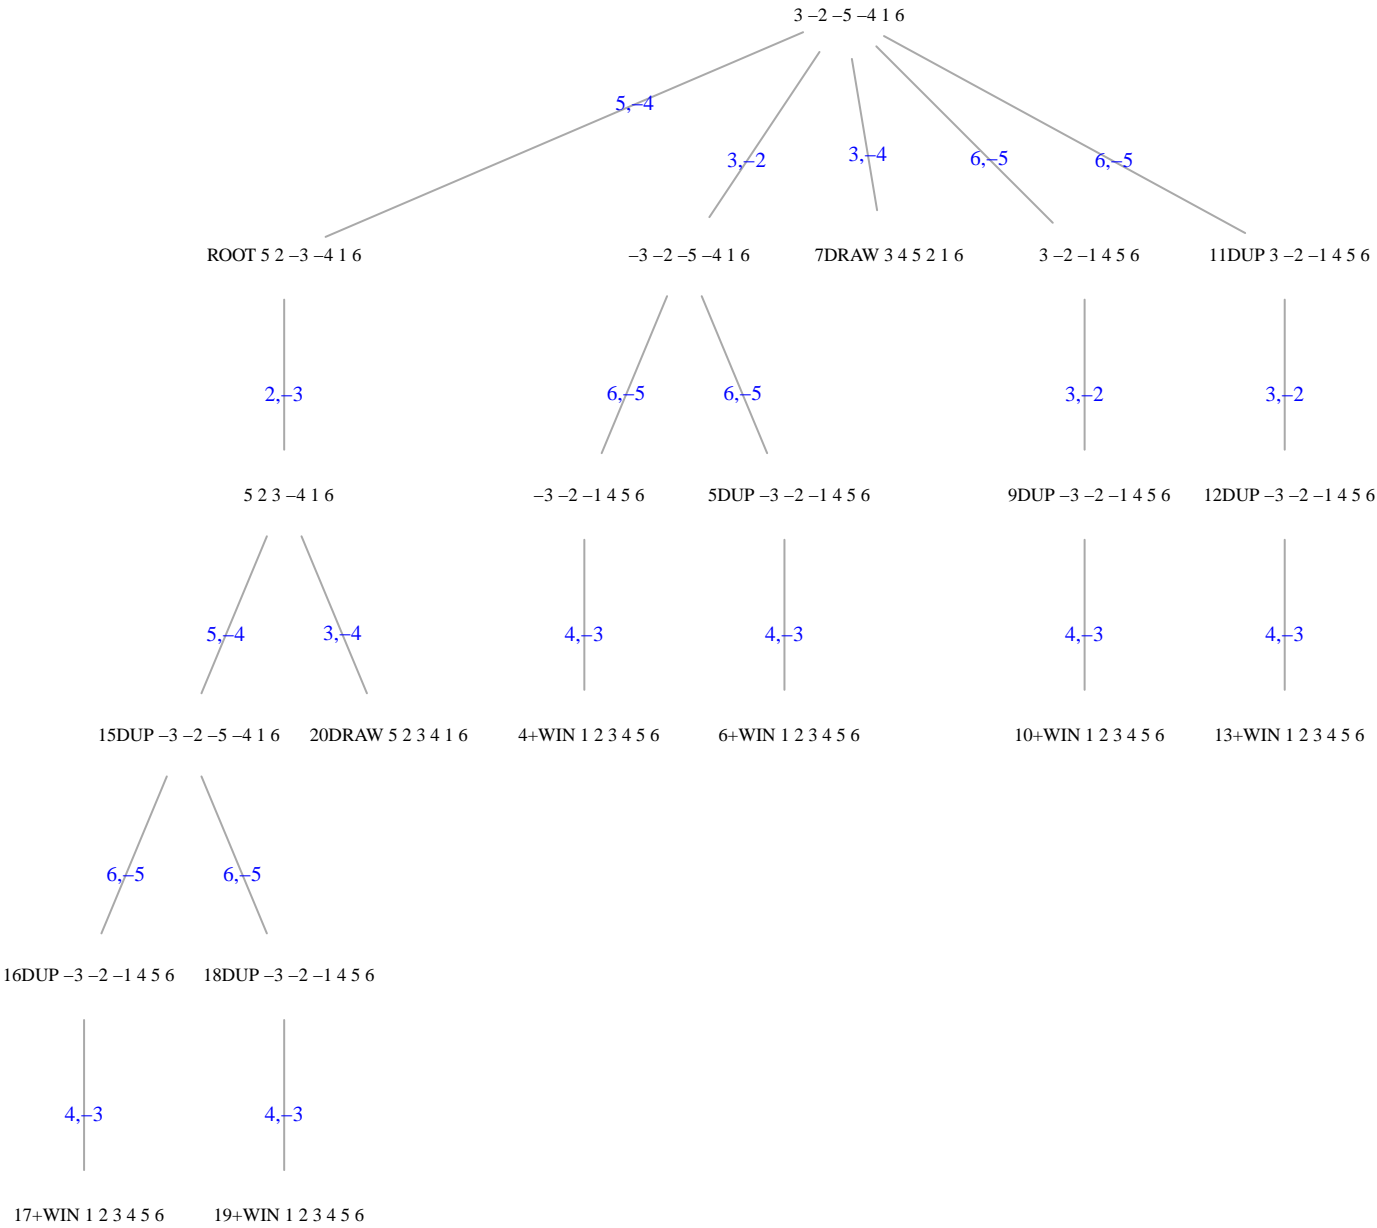 3 –2 –5 –4 1 6
5,–4
3,–2
3,–4
6,–5
6,–5
ROOT 5 2 –3 –4 1 6
–3 –2 –5 –4 1 6
7DRAW 3 4 5 2 1 6
3 –2 –1 4 5 6
11DUP 3 –2 –1 4 5 6
2,–3
6,–5
6,–5
3,–2
3,–2
5 2 3 –4 1 6
–3 –2 –1 4 5 6
5DUP –3 –2 –1 4 5 6
9DUP –3 –2 –1 4 5 6
12DUP –3 –2 –1 4 5 6
5,–4
3,–4
4,–3
4,–3
4,–3
4,–3
15DUP –3 –2 –5 –4 1 6
20DRAW 5 2 3 4 1 6
4+WIN 1 2 3 4 5 6
6+WIN 1 2 3 4 5 6
10+WIN 1 2 3 4 5 6
13+WIN 1 2 3 4 5 6
6,–5
6,–5
16DUP –3 –2 –1 4 5 6
18DUP –3 –2 –1 4 5 6
4,–3
4,–3
17+WIN 1 2 3 4 5 6
19+WIN 1 2 3 4 5 6